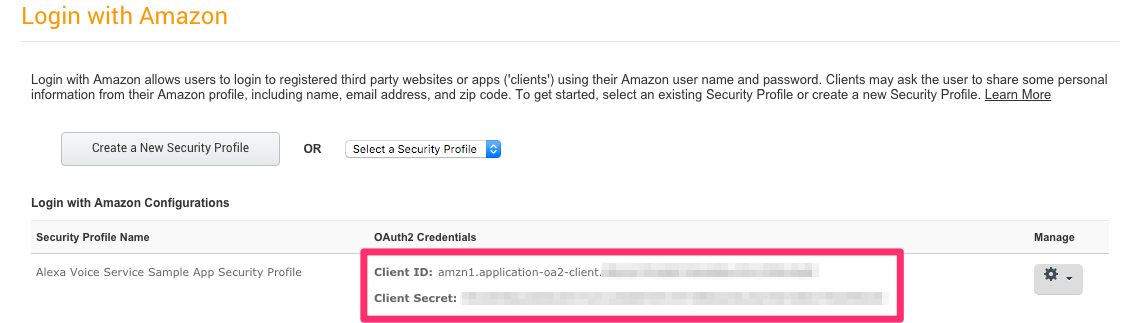 Login with Amazon
Login with Amazon allows users to login to registered third party websites or apps ('clients') using their Amazon user name and password. Clients may ask the user to share some personal
information from their Amazon profile, including name, email address, and zip code. To get started, select an existing Security Profile or create a new Security Profile. Learn More
Create a New Security Profile OR Select a Security Profile
Login with Amazon Configurations
Security Profile Name OAuth2 Credentials Manage
Alexa Voice Service Sample App Security Profile Client ID: amzn1.application-oa2-client.
Client Secret: